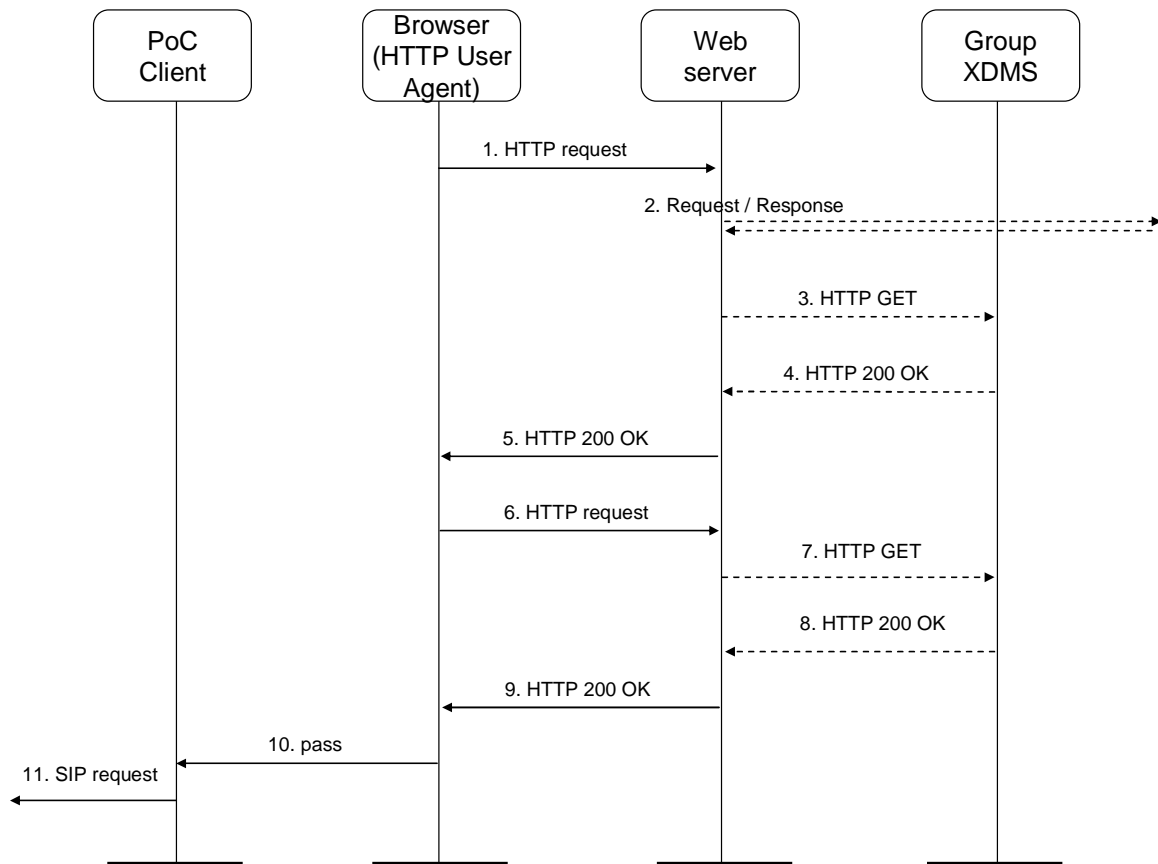 PoC
Client
Browser
(HTTP User
Agent)
Web
server
Group
XDMS
1. HTTP request
2. Request / Response
3. HTTP GET
4. HTTP 200 OK
5. HTTP 200 OK
6. HTTP request
7. HTTP GET
8. HTTP 200 OK
9. HTTP 200 OK
10. pass
11. SIP request